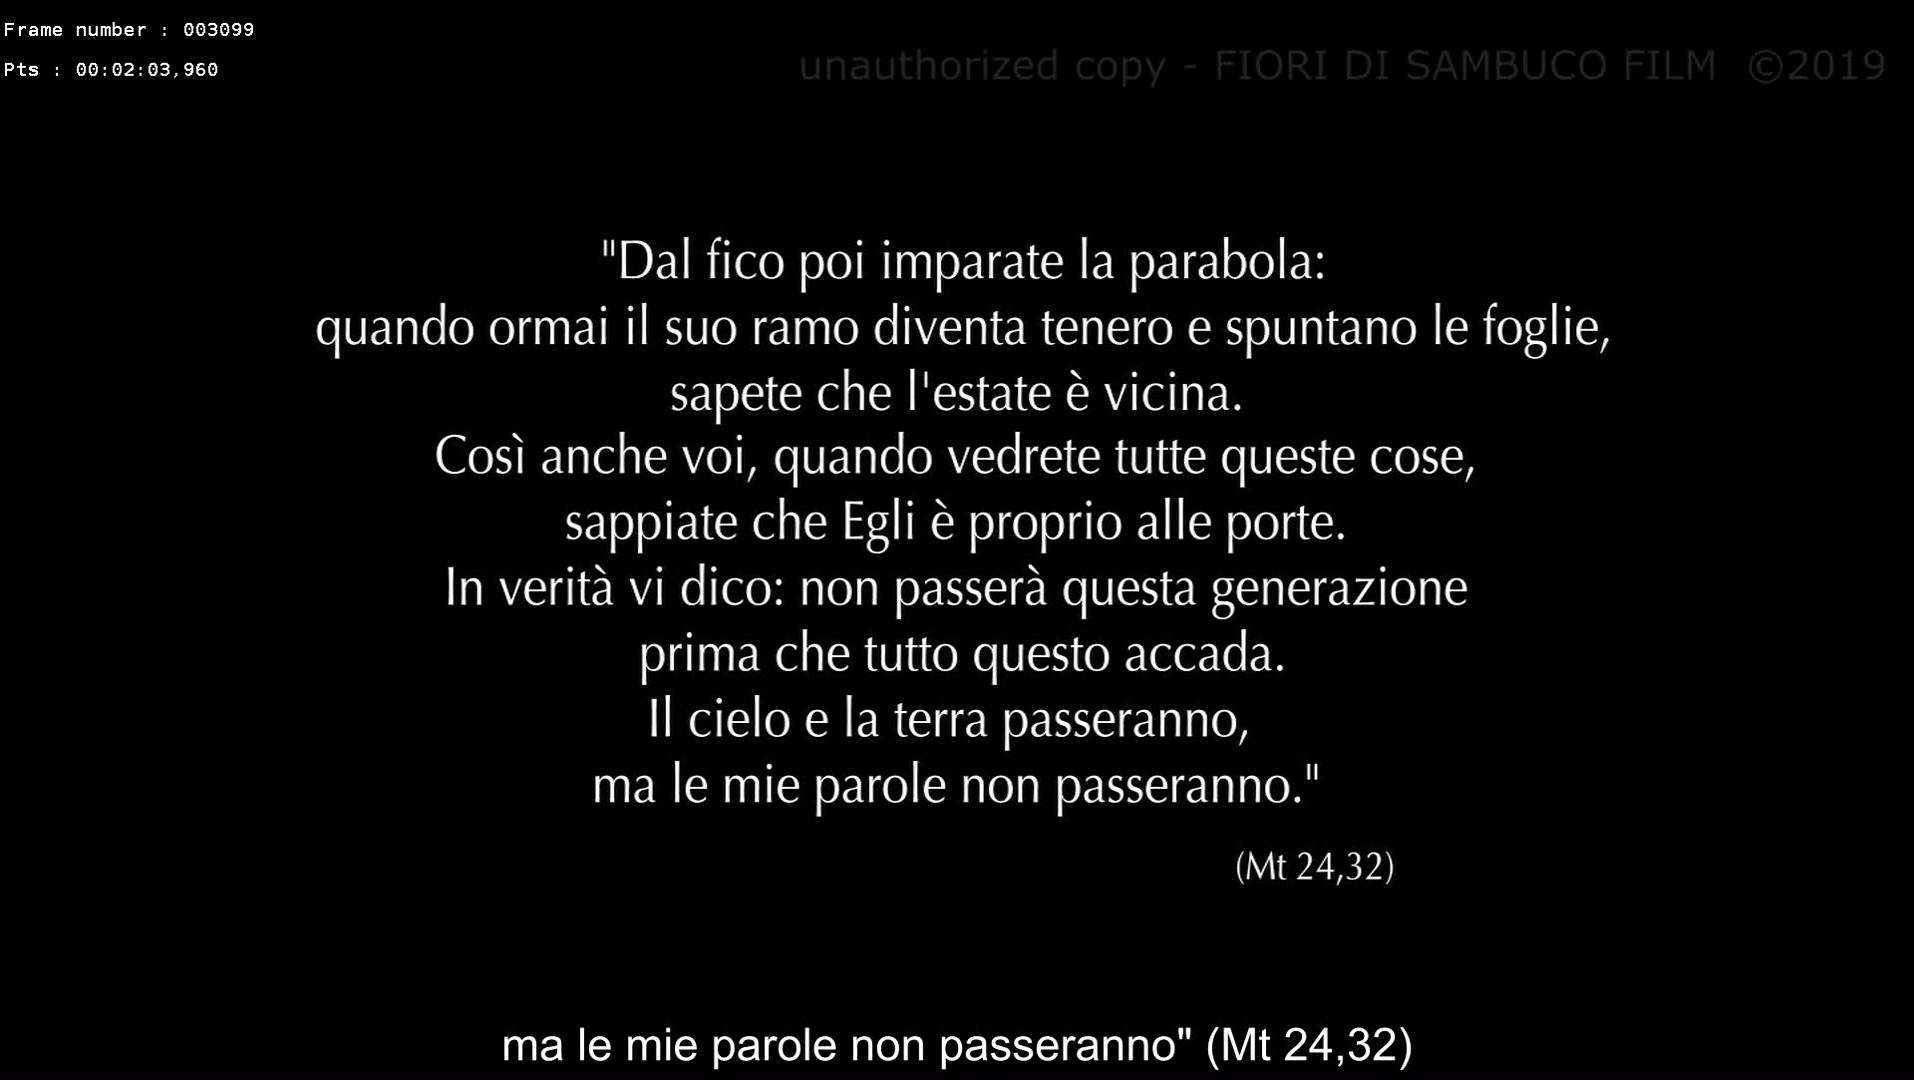 Frame number : 003099
unauthorized copy - FIORI DI SAMBUCO FILM ©2019
Pts : 00:02:03,960
"Dal fico poi imparate la parabola:
quando ormai il suo ramo diventa tenero e spuntano le foglie,
sapete che l'estate è vicina.
Così anche voi, quando vedrete tutte queste cose,
sappiate che Egli è proprio alle porte.
In verità vi dico: non passerà questa generazione
prima che tutto questo accada.
Il cielo e la terra passeranno,
ma le mie parole non passeranno."
(Mt 24,32)
ma le mie parole non passeranno" (Mt 24,32)